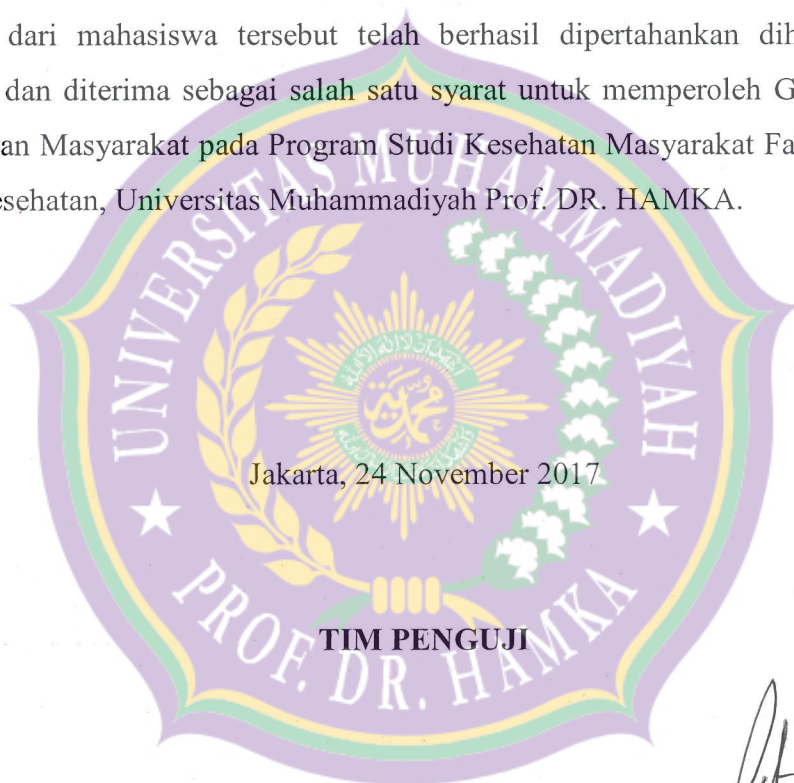 dari mahasiswa tersebut telah berhasil dipertahankan dih
dan diterima sebagai salah satu syarat untuk memperoleh G
an Masyarakat pada Program Studi Kesehatan Masyarakat Fa
esehatan, Universitas Muhammadiyah Prof. DR. HAMKA.
UNIVERSITAS MUHAMMADIYAH
محمدية
Jakarta, 24 November 2017
PROF. DR. HAMKA
TIM PENGUJI